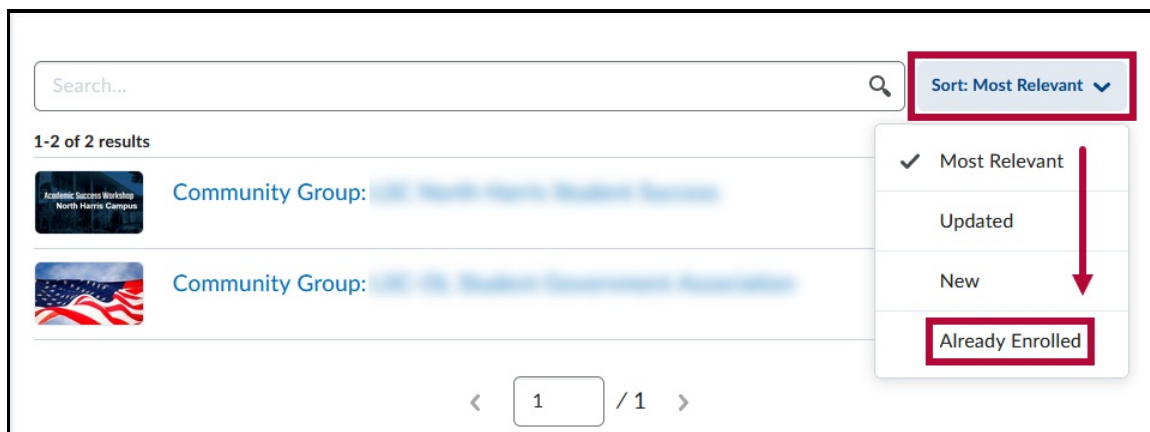 Search...
Sort: Most Relevant
1-2 of 2 results
Most Relevant
Updated
New
Already Enrolled
Academic Success Workshop
North Harris Campus
Community Group:
Community Group:
1 / 1